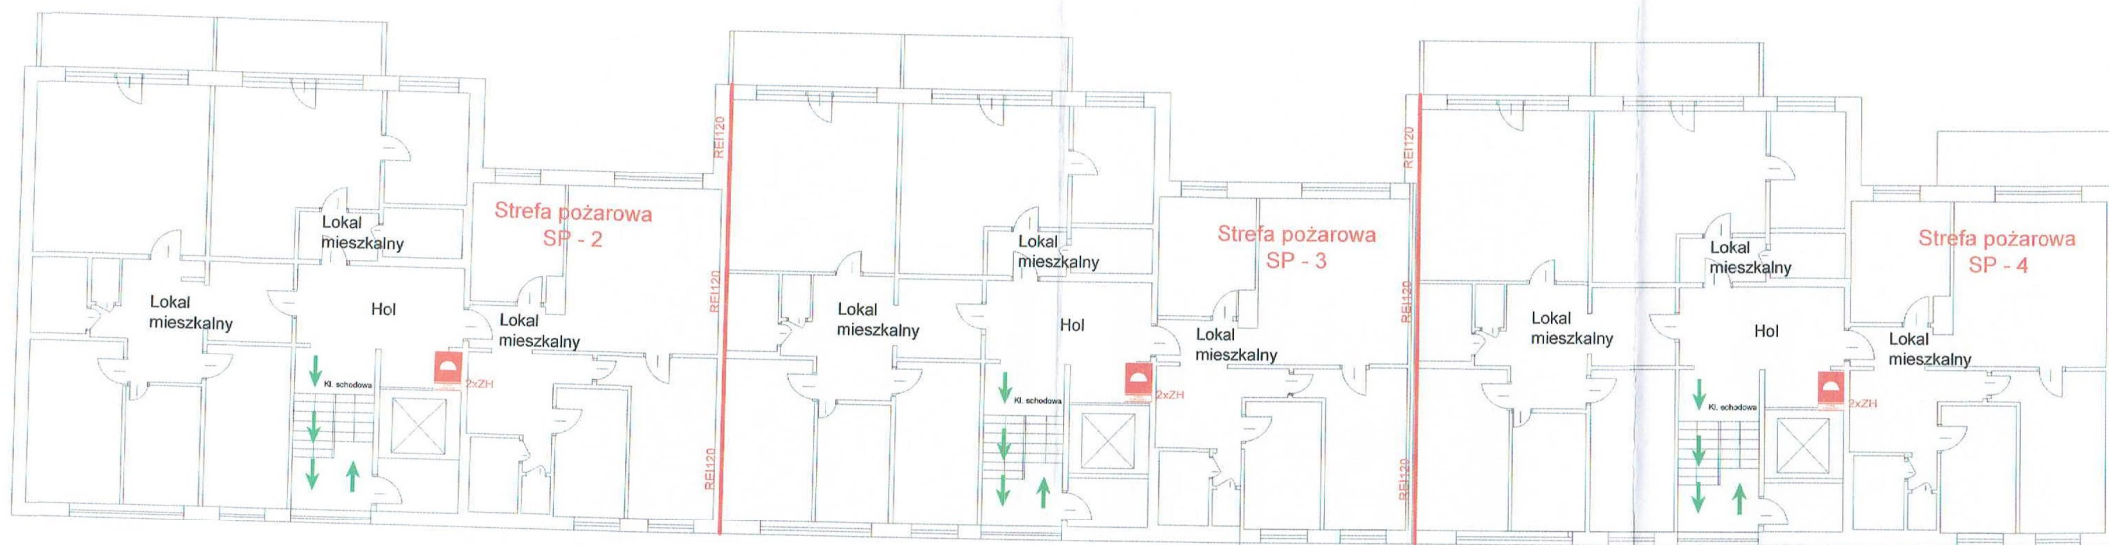 Strefa pożarowa
SP - 2
Lokal
mieszkalny
Lokal
mieszkalny
Hol
Lokal
mieszkalny
Kl. schodowa
2xZH
REI120
REI120
REI120
Strefa pożarowa
SP - 3
Lokal
mieszkalny
Lokal
mieszkalny
Hol
Lokal
mieszkalny
Kl. schodowa
2xZH
REI120
REI120
REI120
Strefa pożarowa
SP - 4
Lokal
mieszkalny
Lokal
mieszkalny
Hol
Lokal
mieszkalny
Kl. schodowa
2xZH